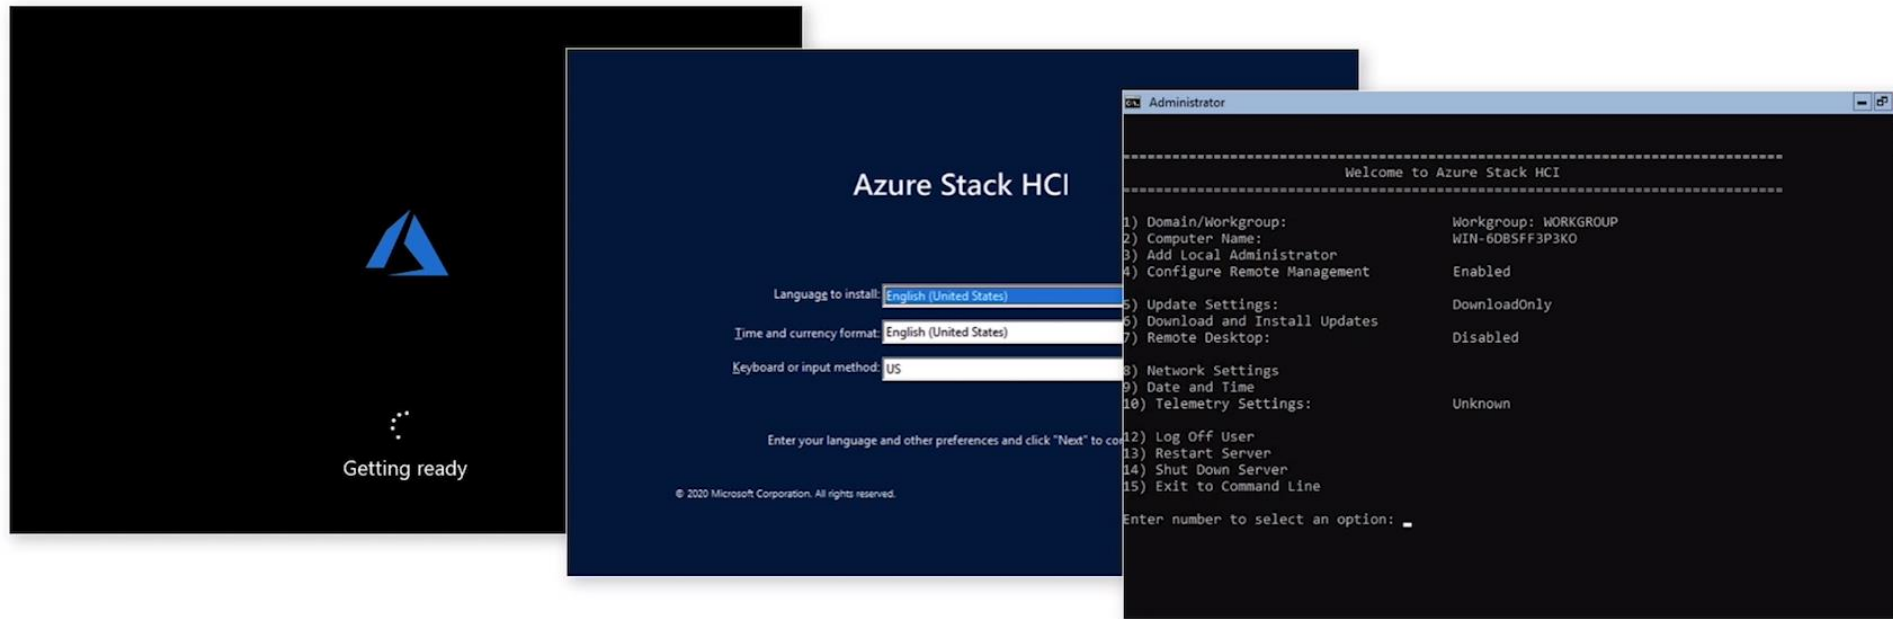 Getting ready
Azure Stack HCI
Language to install: English (United States)
Time and currency format: English (United States)
Keyboard or input method: US
Enter your language and other preferences and click "Next" to
© 2020 Microsoft Corporation. All rights reserved.
Administrator
Welcome to Azure Stack HCI
1) Domain/Workgroup: Workgroup: WORKGROUP
2) Computer Name: WIN-6DBSFF3P3KO
3) Add Local Administrator
4) Configure Remote Management Enabled
5) Update Settings: DownloadOnly
6) Download and Install Updates
7) Remote Desktop: Disabled
8) Network Settings
9) Date and Time
10) Telemetry Settings: Unknown
12) Log Off User
13) Restart Server
14) Shut Down Server
15) Exit to Command Line
Enter number to select an option: